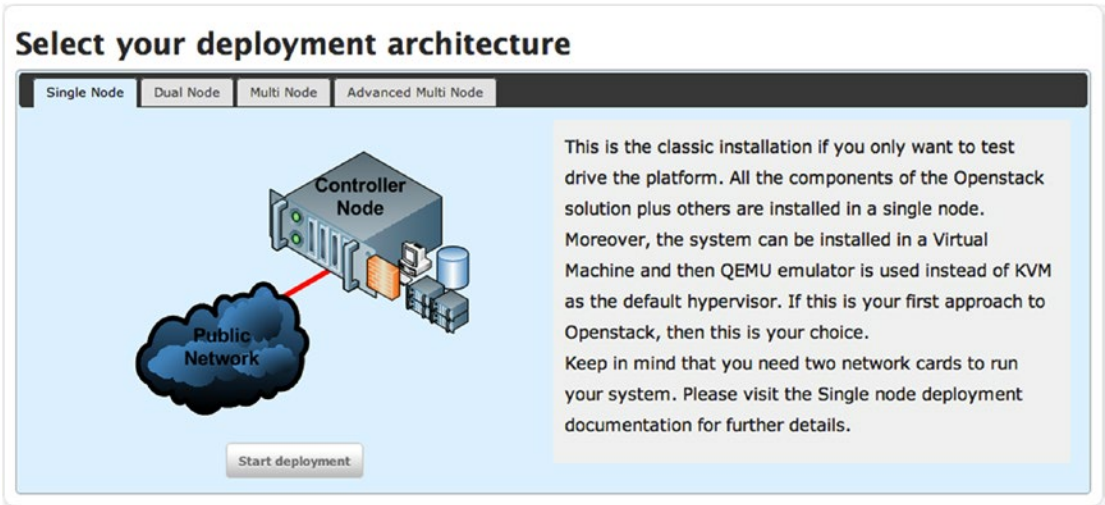 Select your deployment architecture
Single Node
Dual Node
Multi Node
Advanced Multi Node
Controller
Node
Public
Network
Start deployment
This is the classic installation if you only want to test
drive the platform. All the components of the Openstack
solution plus others are installed in a single node.
Moreover, the system can be installed in a Virtual
Machine and then QEMU emulator is used instead of KVM
as the default hypervisor. If this is your first approach to
Openstack, then this is your choice.
Keep in mind that you need two network cards to run
your system. Please visit the Single node deployment
documentation for further details.